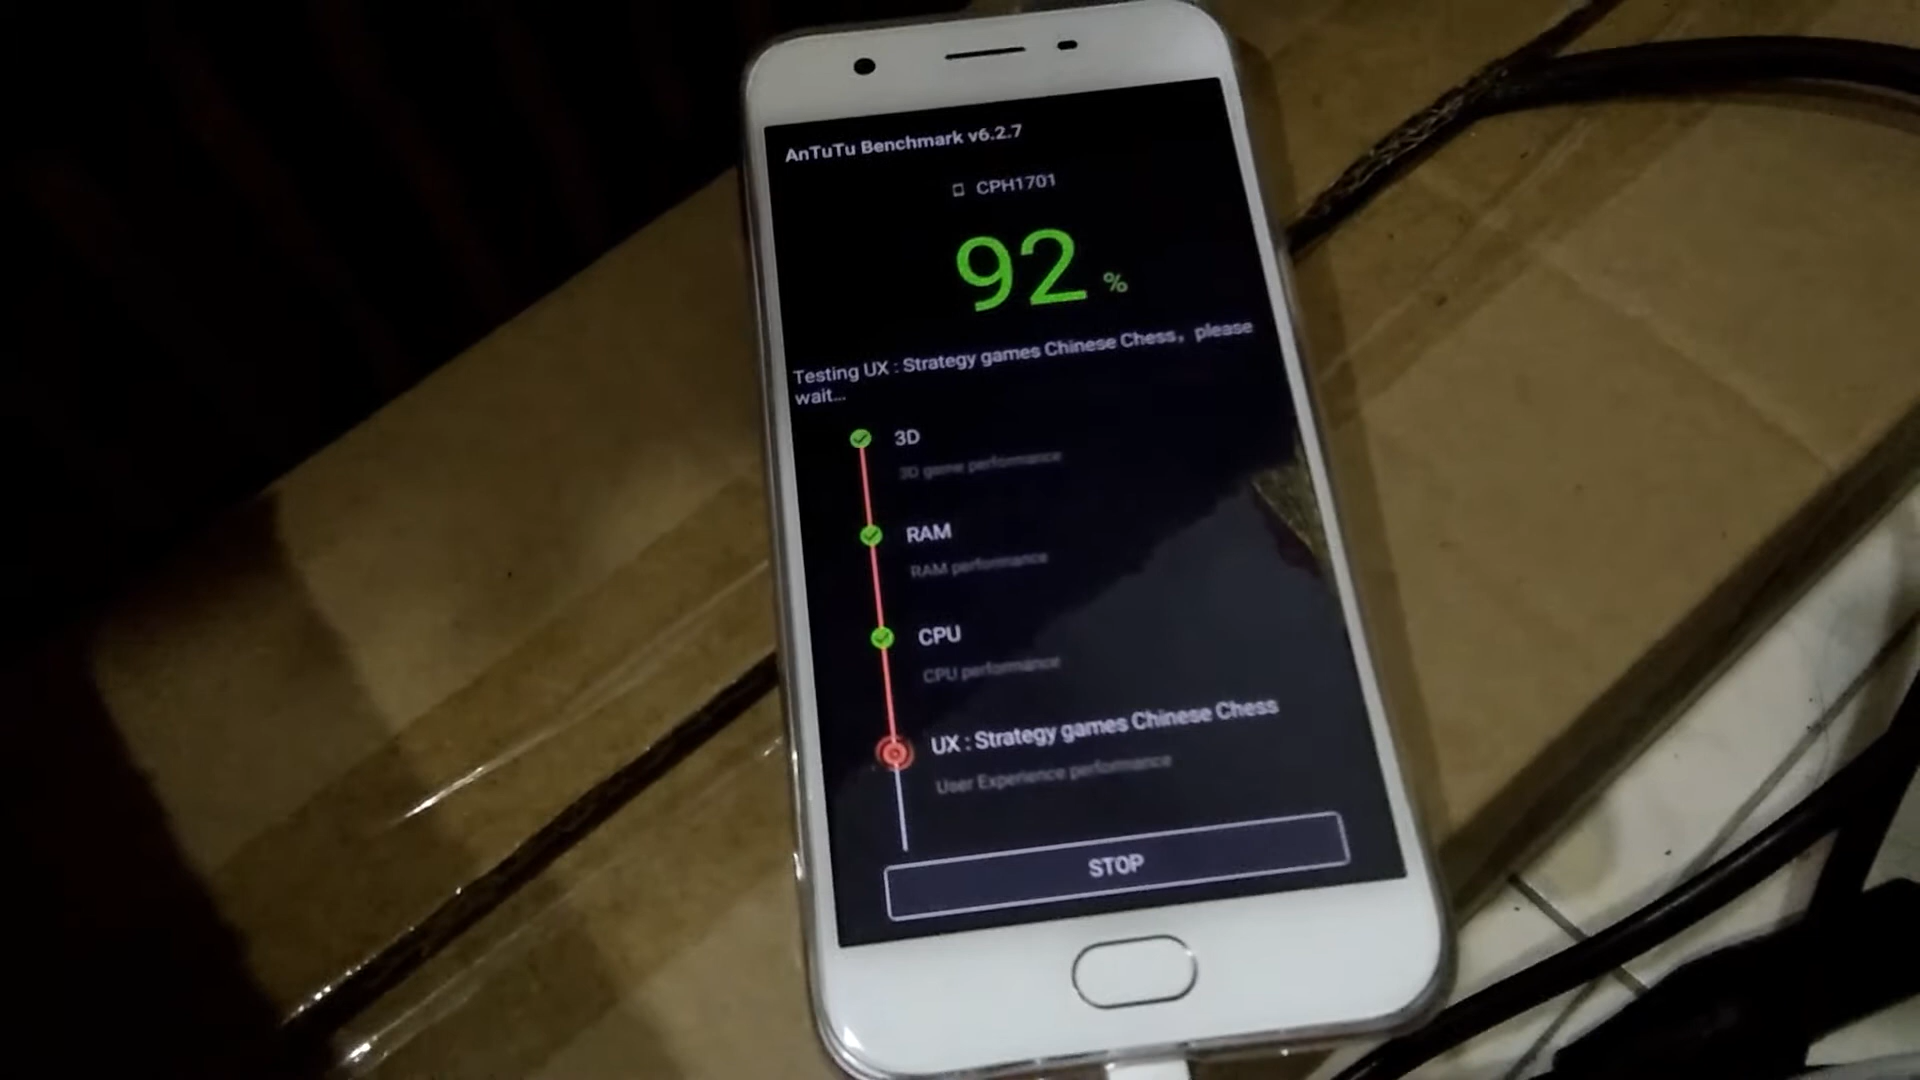 AnTuTu Benchmark v6.2.7
CPH1701
92 %
Testing UX : Strategy games Chinese Chess, please
wait...
3D
3D game performance
RAM
RAM performance
CPU
CPU performance
UX : Strategy games Chinese Chess
User Experience performance
STOP